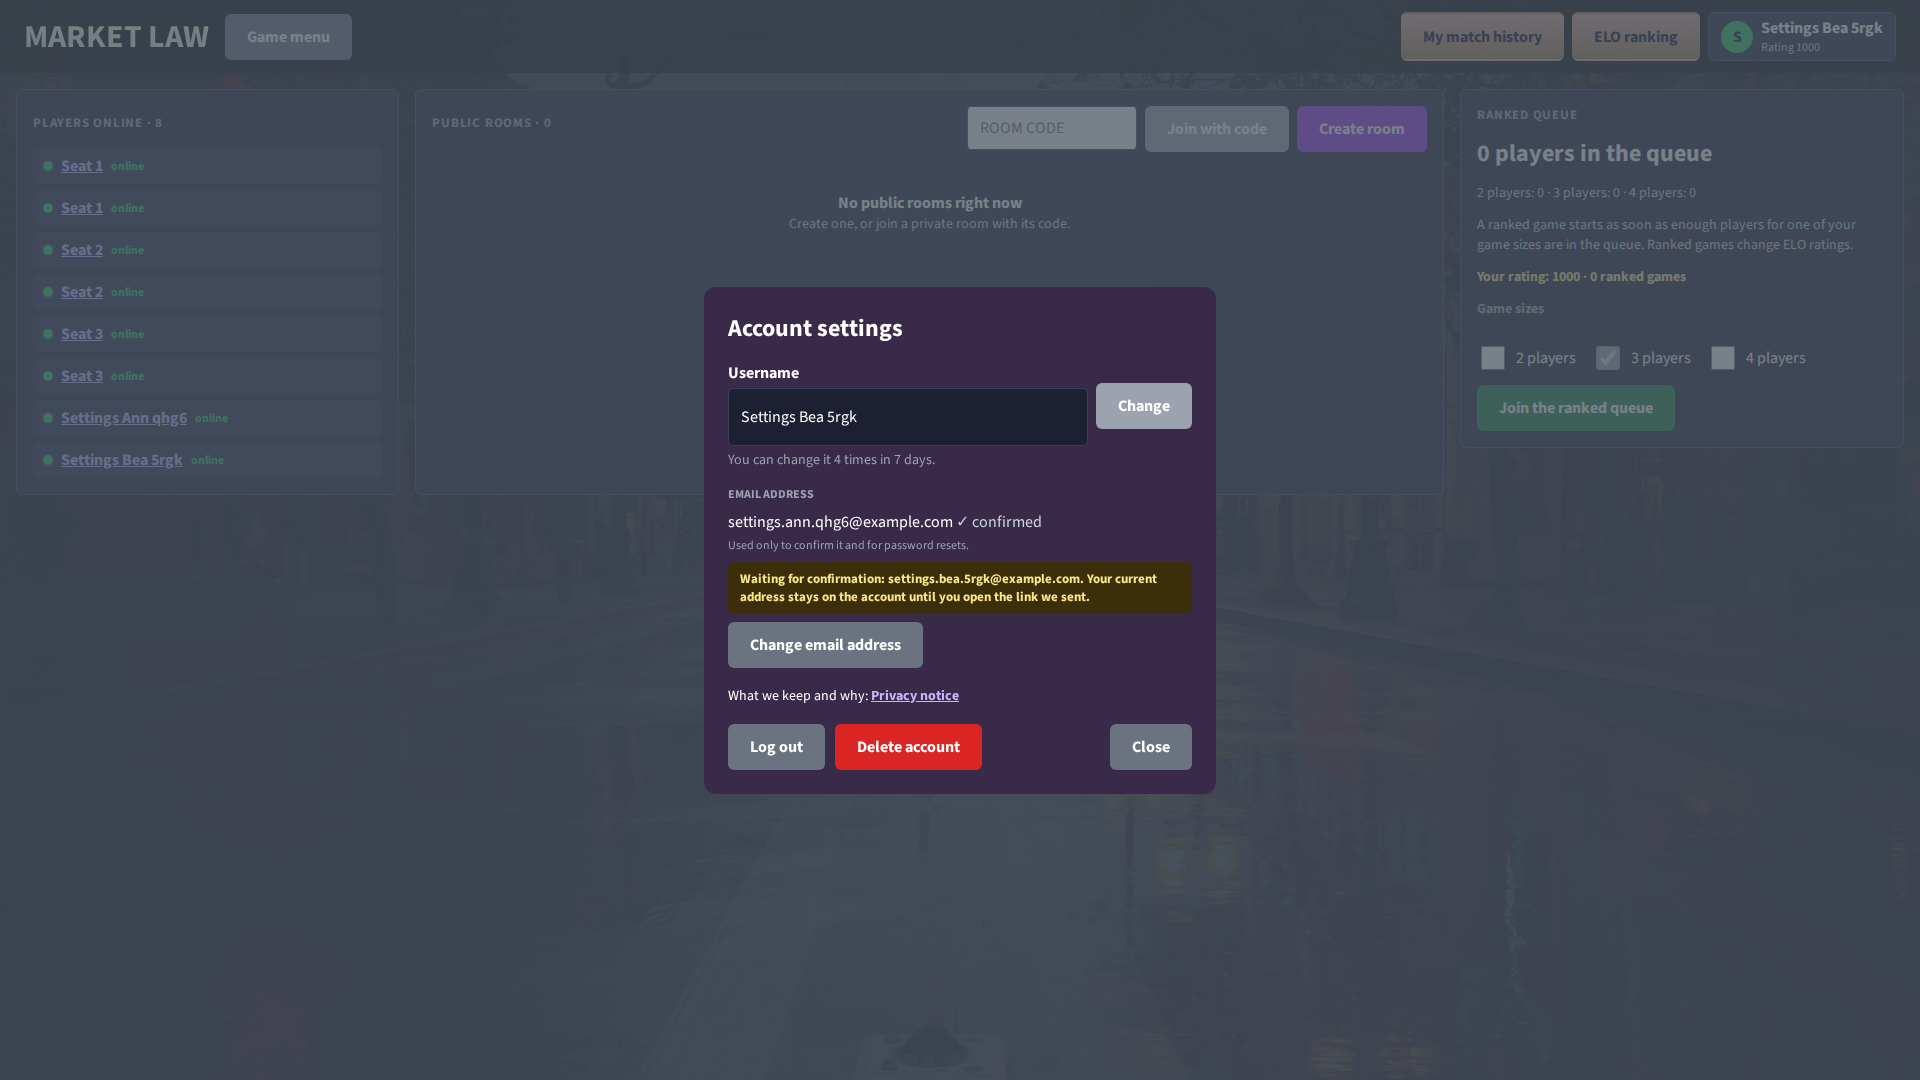 MARKET LAW
Game menu
My match history
ELO ranking
S
Settings Bea 5rgk
Rating 1000
PLAYERS ONLINE · 8
Seat 1 online
Seat 1 online
Seat 2 online
Seat 2 online
Seat 3 online
Seat 3 online
Settings Ann qhg6 online
Settings Bea 5rgk online
PUBLIC ROOMS · 0
ROOM CODE
Join with code
Create room
No public rooms right now
Create one, or join a private room with its code.
RANKED QUEUE
0 players in the queue
2 players: 0 · 3 players: 0 · 4 players: 0
A ranked game starts as soon as enough players for one of your
game sizes are in the queue. Ranked games change ELO ratings.
Your rating: 1000 · 0 ranked games
Game sizes
2 players
3 players
4 players
Join the ranked queue
Account settings
Username
Settings Bea 5rgk
Change
You can change it 4 times in 7 days.
EMAIL ADDRESS
settings.ann.qhg6@example.com ✓ confirmed
Used only to confirm it and for password resets.
Waiting for confirmation: settings.bea.5rgk@example.com. Your current
address stays on the account until you open the link we sent.
Change email address
What we keep and why: Privacy notice
Log out
Delete account
Close